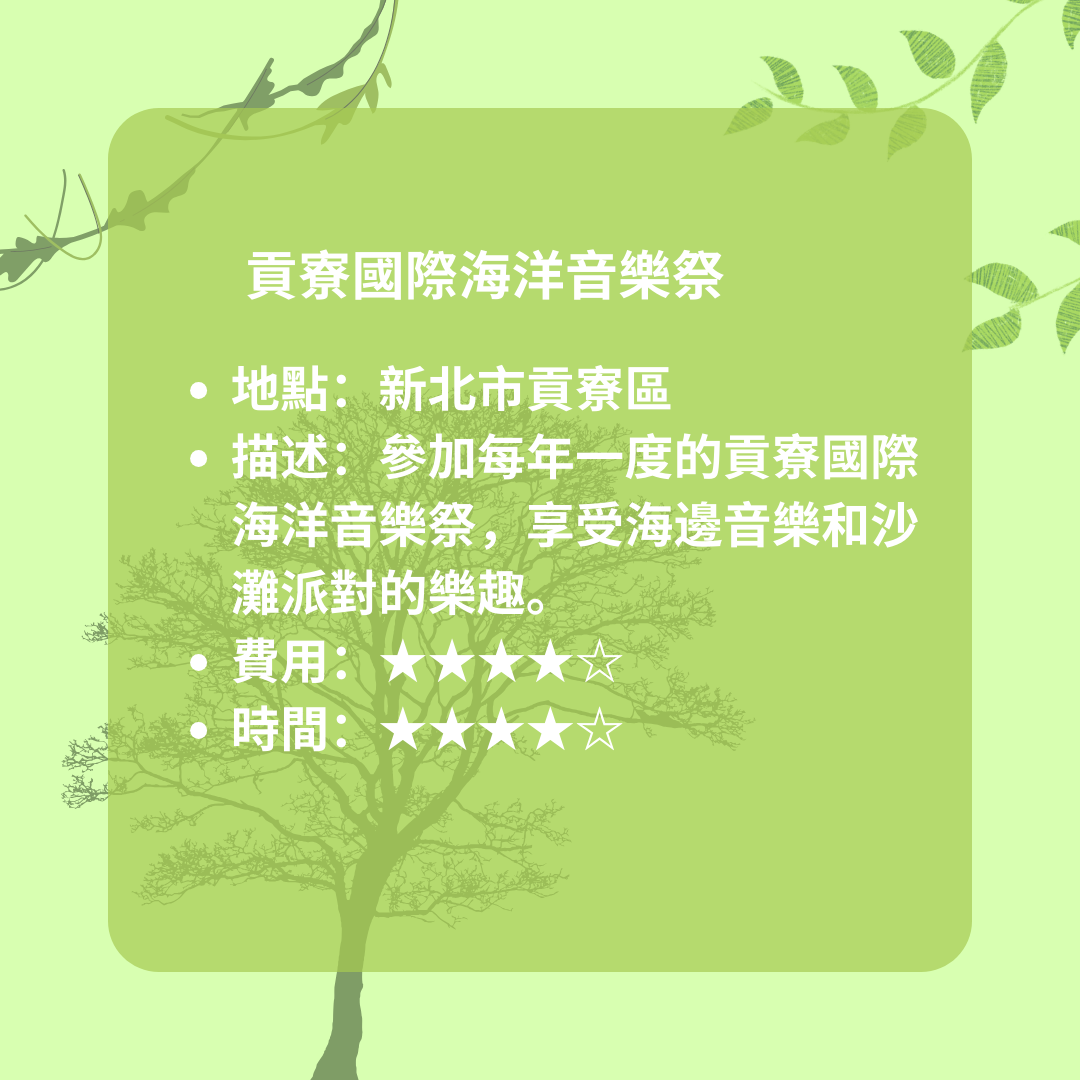 貢寮國際海洋音樂祭
• 地點：新北市貢寮區
• 描述：參加每年一度的貢寮國際
海洋音樂祭，享受海邊音樂和沙
灘派對的樂趣。
• 費用：★★★★☆
• 時間：★★★★☆